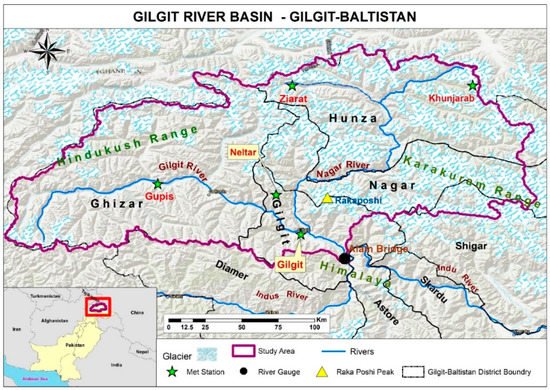 GILGIT RIVER BASIN - GILGIT-BALTISTAN
Ziarat
Khunjarab
Hunza
Hindukush Range
Neltar
Gilgit River
Nagar River
Karakuram Range
Nagar
Gupis
Rakaposhi
Ghizar
Gilgit
Alam Bridge
Shigar
Gilgit
Himalaya
Diamer
Indus River
Skardu
Indu River
Astore
Turkmenistan
China
Afghanistan
Iran
Pakistan
Nepal
India
Arabian Sea
0 12.5 25 50 75 100
Km
Glacier
Study Area
Rivers
Met Station
River Gauge
Raka Poshi Peak
Gilgit-Baltistan District Boundry